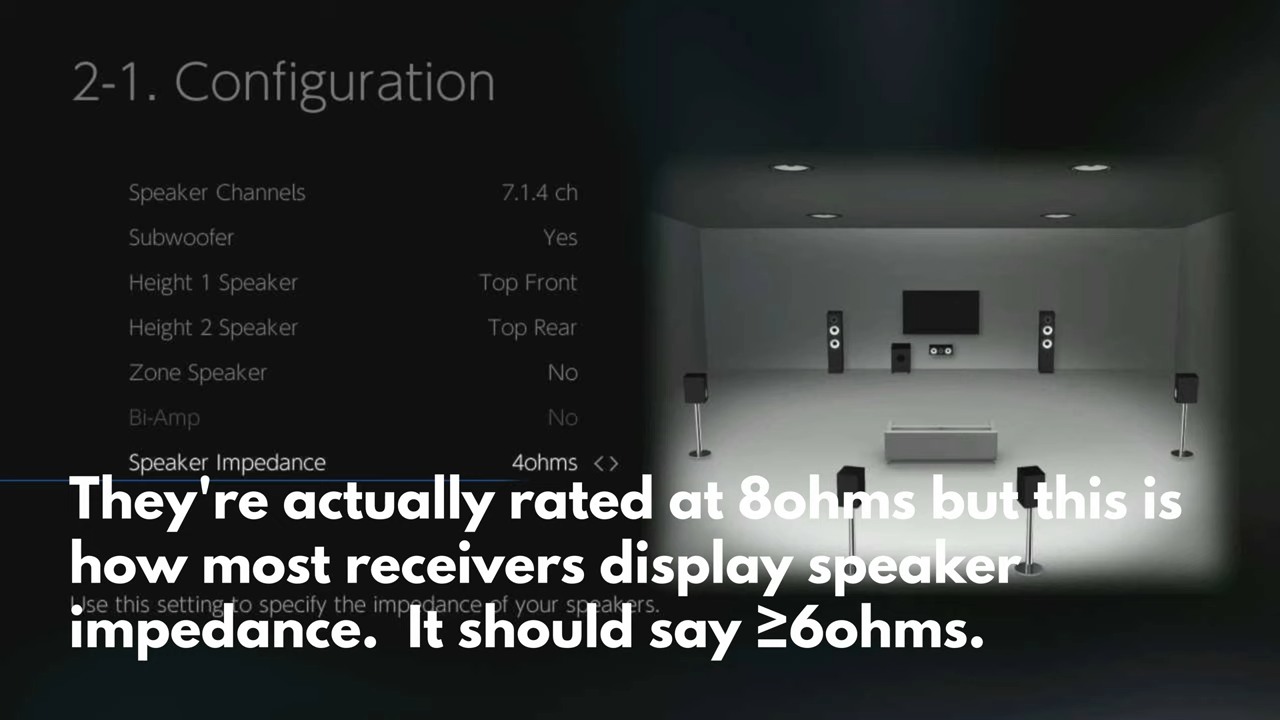 2-1. Configuration
Speaker Channels 7.1.4 ch
Subwoofer Yes
Height 1 Speaker Top Front
Height 2 Speaker Top Rear
Zone Speaker No
Bi-Amp No
Speaker Impedance 4ohms <>
They're actually rated at 8ohms but this is
how most receivers display speaker
Use this setting to specify the impedance of your speakers.
impedance.  It should say ≥6ohms.